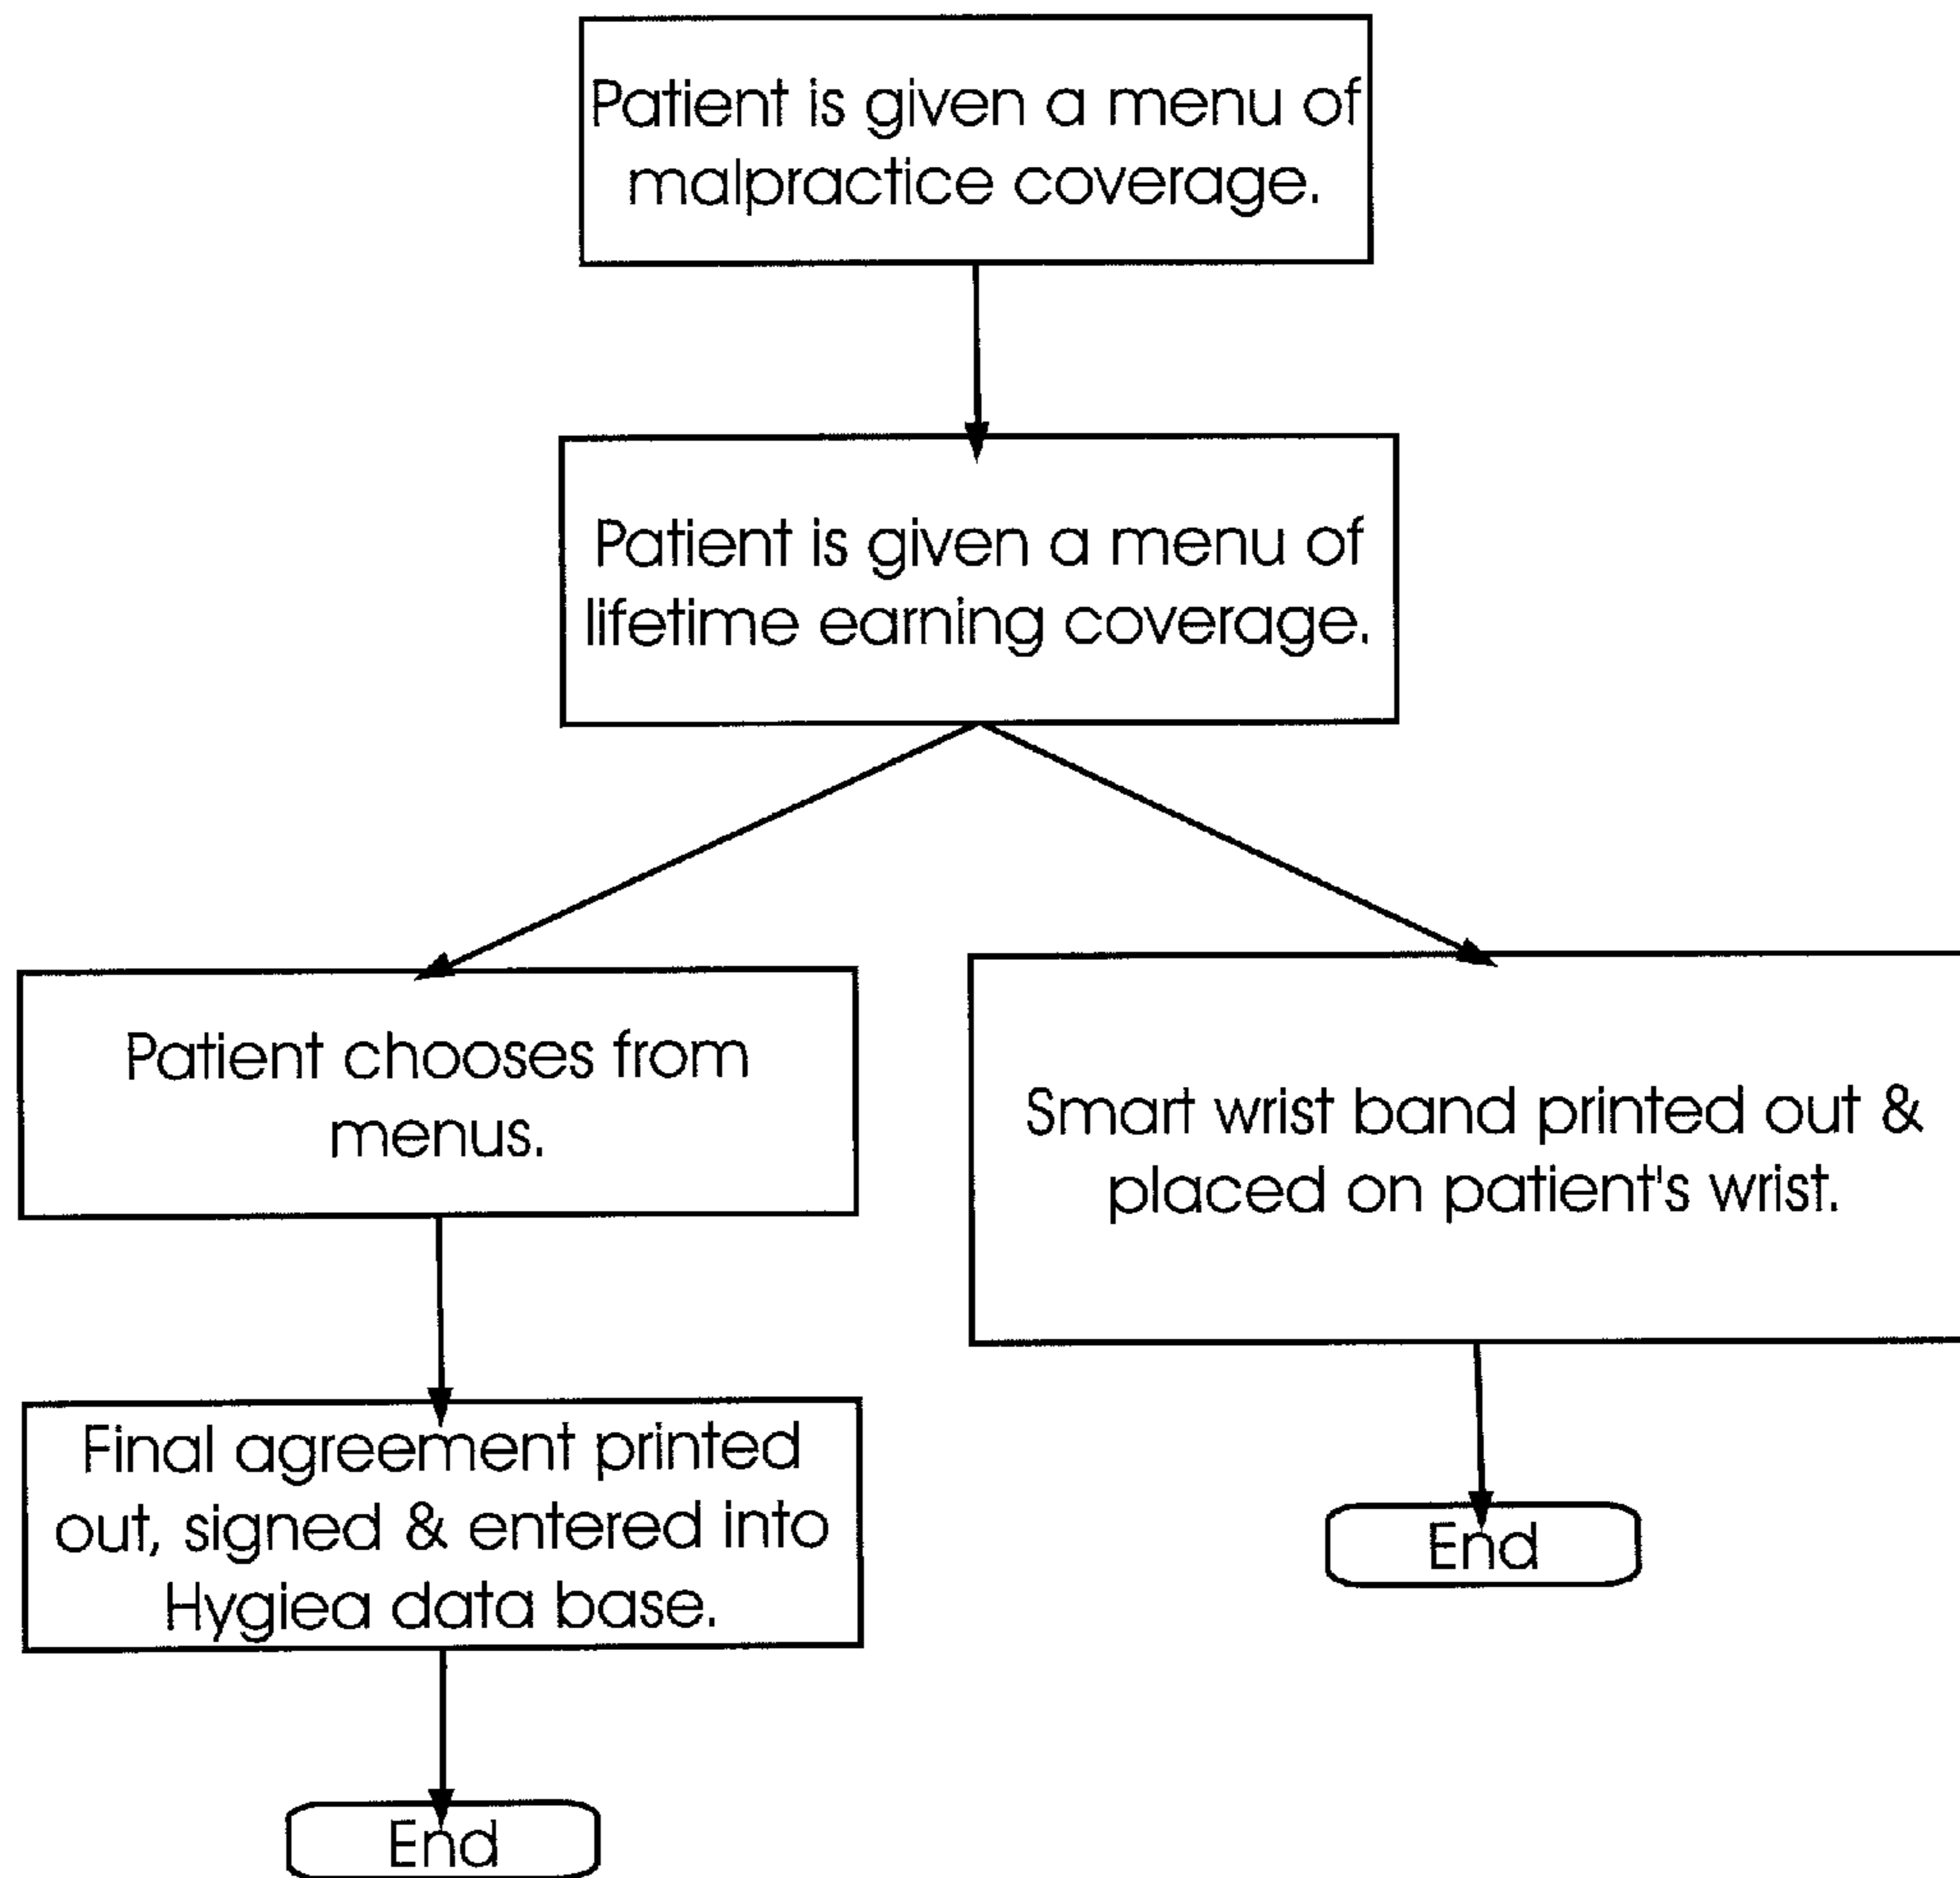 Patient is given a menu of
malpractice coverage.
Patient is given a menu of
lifetime earning coverage.
Patient chooses from
menus.
Smart wrist band printed out &
placed on patient's wrist.
Final agreement printed
out, signed & entered into
Hygiea data base.
End
End